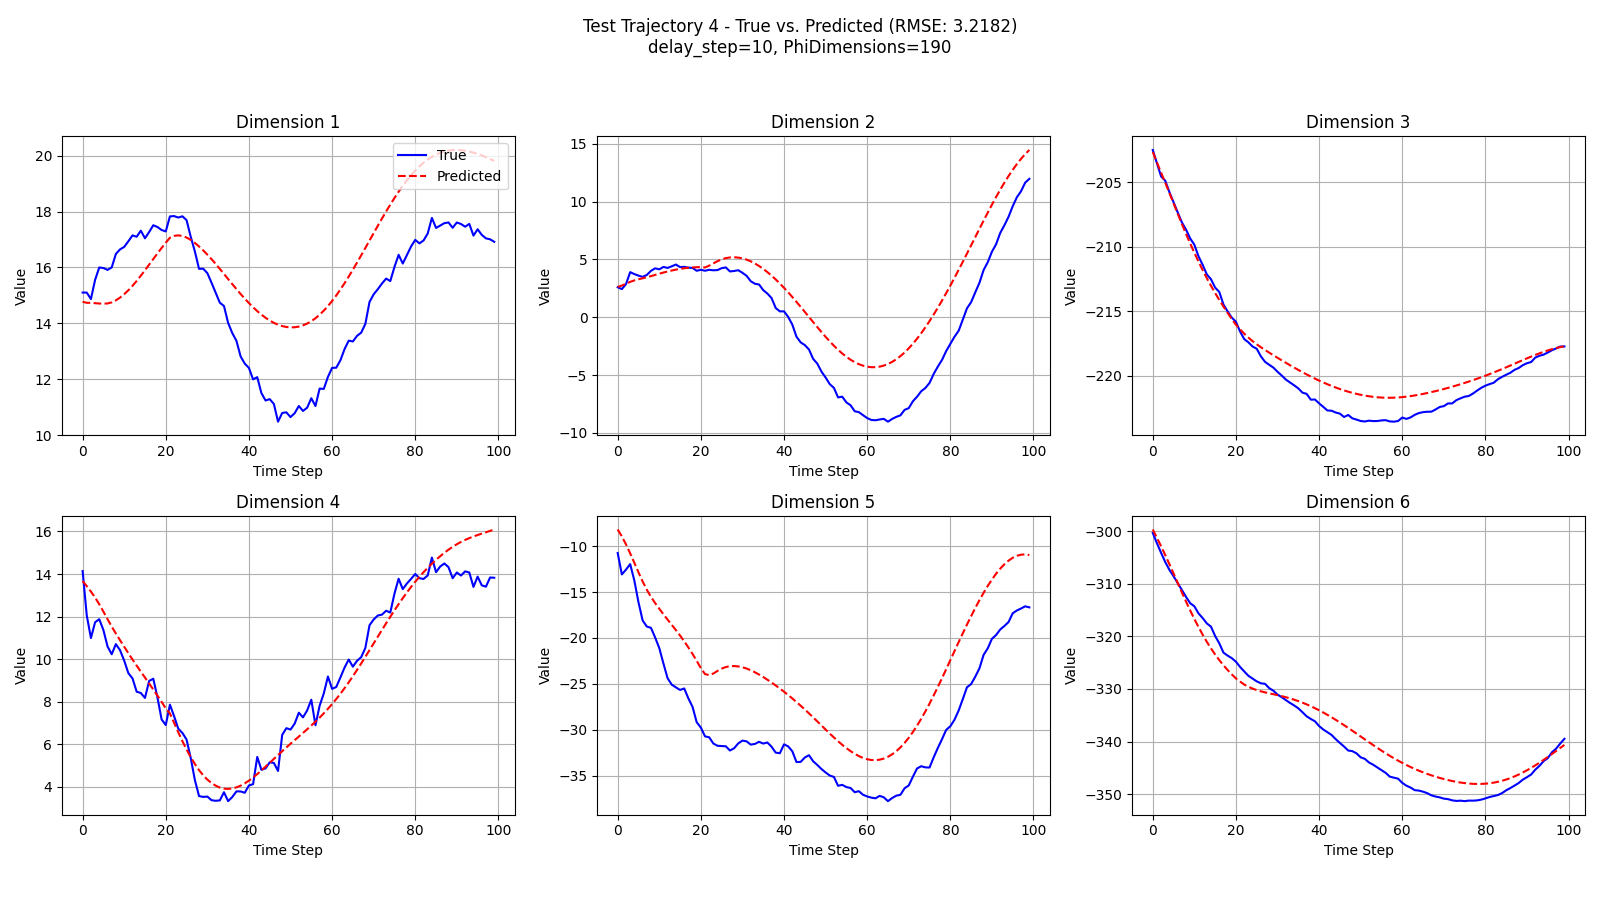 Test Trajectory 4 - True vs. Predicted (RMSE: 3.2182)
delay_step=10, PhiDimensions=190
Dimension 1
True
Predicted
Value
20
18
16
14
12
10
0 20 40 60 80 100
Time Step
Dimension 2
Value
15
10
5
0
−5
−10
0 20 40 60 80 100
Time Step
Dimension 3
Value
−205
−210
−215
−220
0 20 40 60 80 100
Time Step
Dimension 4
Value
16
14
12
10
8
6
4
0 20 40 60 80 100
Time Step
Dimension 5
Value
−10
−15
−20
−25
−30
−35
0 20 40 60 80 100
Time Step
Dimension 6
Value
−300
−310
−320
−330
−340
−350
0 20 40 60 80 100
Time Step